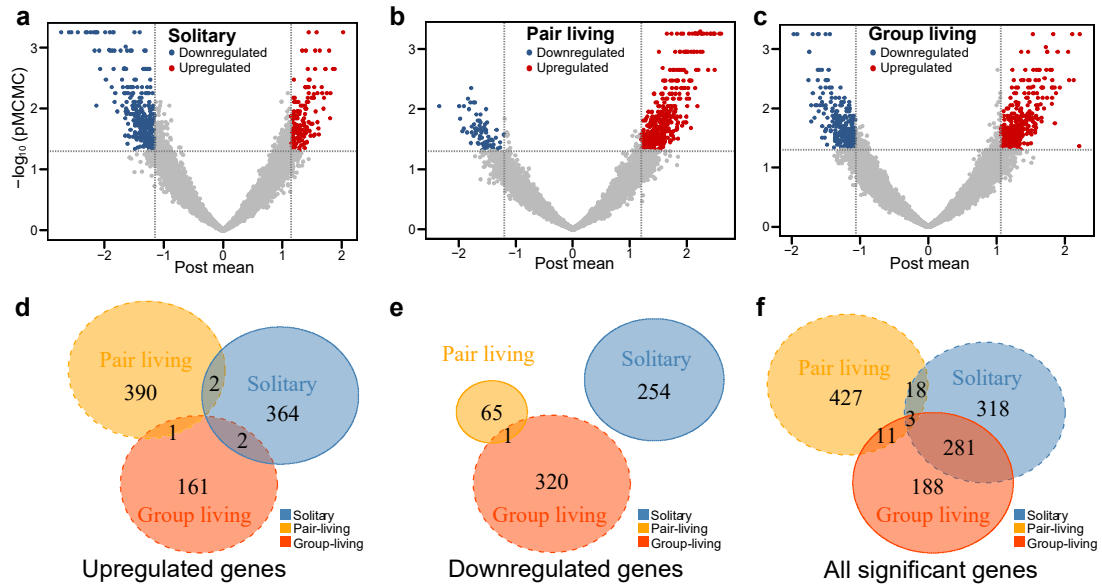 a
Solitary
Downregulated
Upregulated
−log₁₀ (pMCMC)
3
2
1
0
−2
−1
0
1
2
Post mean
b
Pair living
Downregulated
Upregulated
3
2
1
0
−2
−1
0
1
2
Post mean
c
Group living
Downregulated
Upregulated
3
2
1
0
−2
−1
0
1
2
Post mean
d
Pair living
390
2
Solitary
364
1
2
161
Group living
Solitary
Pair-living
Group-living
Upregulated genes
e
Pair living
Solitary
254
65
1
320
Group living
Solitary
Pair-living
Group-living
Downregulated genes
f
Pair living
427
18
Solitary
318
3
11
281
188
Group living
Solitary
Pair-living
Group-living
All significant genes